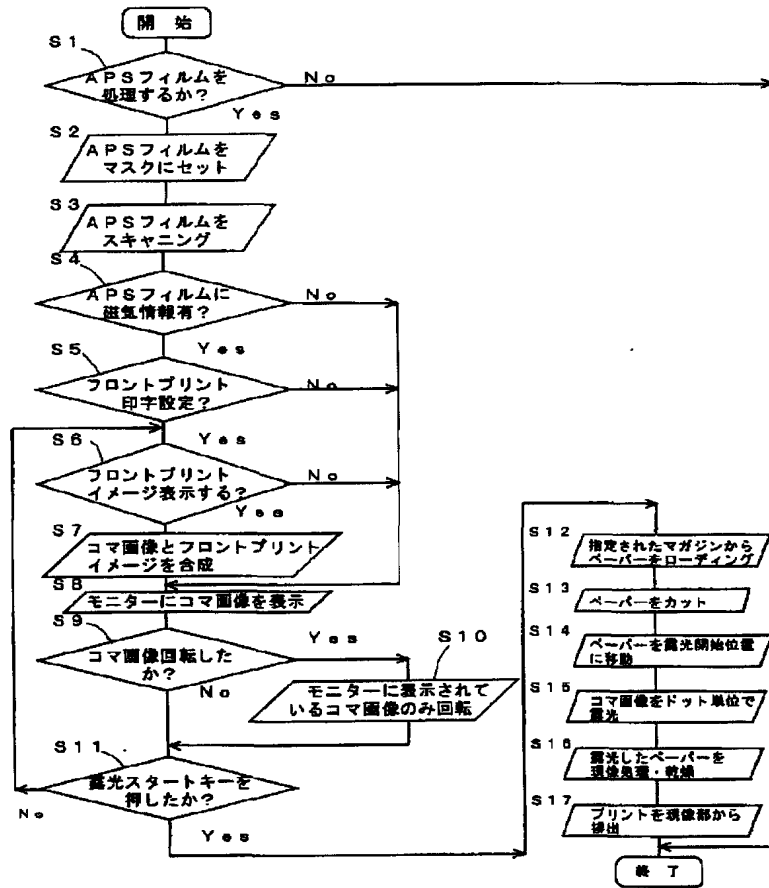 開 始
S1
APSフィルムを
処理するか？
No
Yes
S2
APSフィルムを
マスクにセット
S3
APSフィルムを
スキャニング
S4
APSフィルムに
磁気情報有？
No
Yes
S5
フロントプリント
印字設定？
No
Yes
S6
フロントプリント
イメージ表示する？
No
Yes
S7
コマ画像とフロントプリント
イメージを合成
S8
モニターにコマ画像を表示
S9
コマ画像回転した
か？
Yes
No
S10
モニターに表示されて
いるコマ画像のみ回転
S11
露光スタートキーを
押したか？
No
Yes
S12
指定されたマガジンから
ペーパーをローディング
S13
ペーパーをカット
S14
ペーパーを露光開始位置
に移動
S15
コマ画像をドット単位で
露光
S16
露光したペーパーを
現像処理・乾燥
S17
プリントを現像部から
排出
終 了